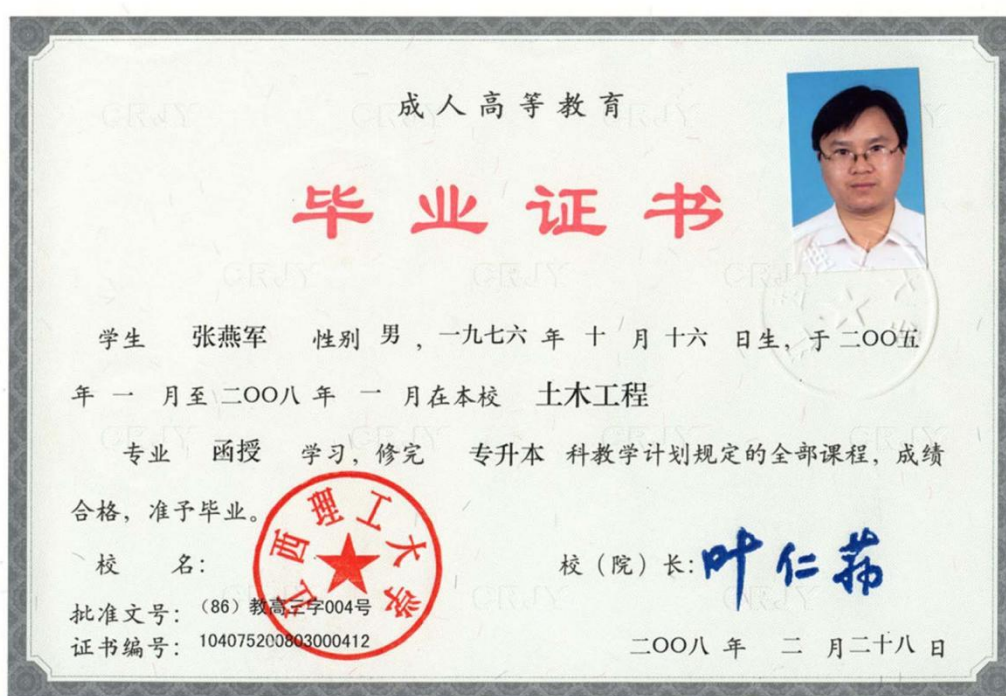 成人高等教育
毕业证书
学生 张燕军 性别 男 ，一九七六 年 十 月 十六 日生，于 二OO五
年 一 月至 二OO八 年 一 月在本校 土木工程
专业 函授 学习，修完 专升本 科教学计划规定的全部课程，成绩
合格，准予毕业。
江西理工大学
校 名：
校（院）长：叶仁荪
批准文号：（86）教高三字004号
证书编号：104075200803000412
二OO八 年 二 月二十八 日
CRJY